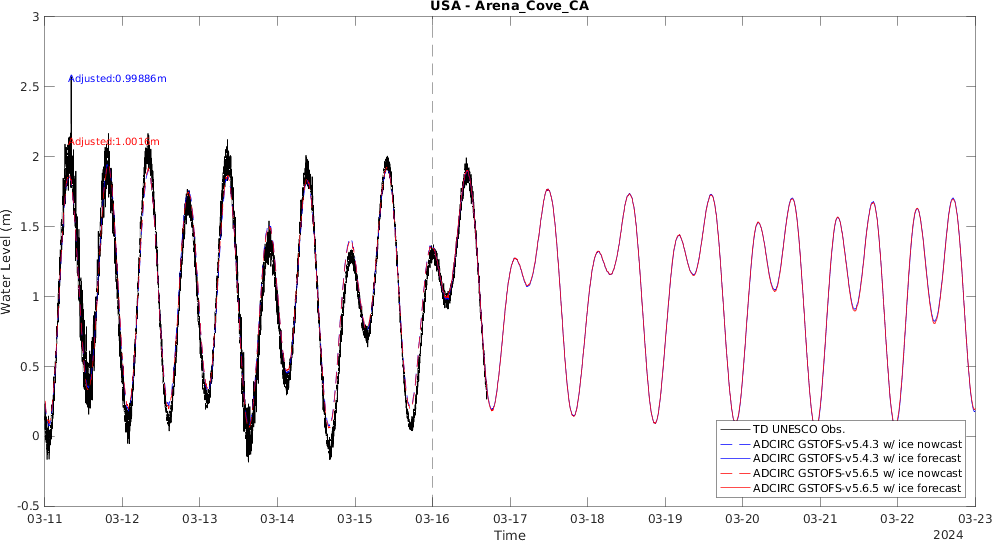 USA - Arena_Cove_CA
3
2.5
2
1.5
1
0.5
0
-0.5
Water Level (m)
Adjusted:0.99886m
Adjusted:1.0016m
TD UNESCO Obs.
ADCIRC GSTOFS-v5.4.3 w/ ice nowcast
ADCIRC GSTOFS-v5.4.3 w/ ice forecast
ADCIRC GSTOFS-v5.6.5 w/ ice nowcast
ADCIRC GSTOFS-v5.6.5 w/ ice forecast
03-11 03-12 03-13 03-14 03-15 03-16 03-17 03-18 03-19 03-20 03-21 03-22 03-23
Time
2024